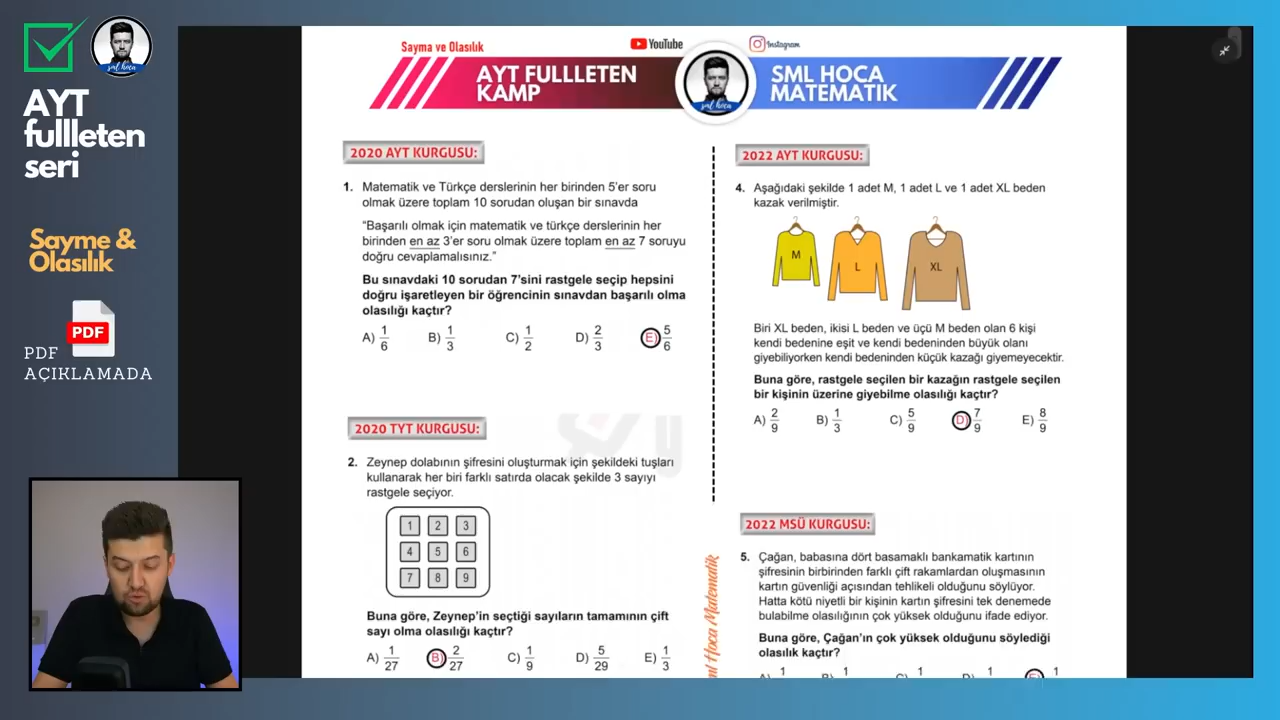 AYT
fullleten
seri
Sayme &
Olasılık
PDF
PDF
AÇIKLAMADA
sml hoca
Sayma ve Olasılık
YouTube
Instagram
AYT FULLLETEN
KAMP
sml hoca
SML HOCA
MATEMATIK
2020 AYT KURGUSU:
1. Matematik ve Türkçe derslerinin her birinden 5'er soru
olmak üzere toplam 10 sorudan oluşan bir sınavda
"Başarılı olmak için matematik ve türkçe derslerinin her
birinden en az 3'er soru olmak üzere toplam en az 7 soruyu
doğru cevaplamalısınız."
Bu sınavdaki 10 sorudan 7'sini rastgele seçip hepsini
doğru işaretleyen bir öğrencinin sınavdan başarılı olma
olasılığı kaçtır?
A) 1/6 B) 1/3 C) 1/2 D) 2/3 E) 5/6
2020 TYT KURGUSU:
2. Zeynep dolabının şifresini oluşturmak için şekildeki tuşları
kullanarak her biri farklı satırda olacak şekilde 3 sayıyı
rastgele seçiyor.
1 2 3
4 5 6
7 8 9
Buna göre, Zeynep'in seçtiği sayıların tamamının çift
sayı olma olasılığı kaçtır?
A) 1/27 B) 2/27 C) 1/9 D) 5/29 E) 1/3
2022 AYT KURGUSU:
4. Aşağıdaki şekilde 1 adet M, 1 adet L ve 1 adet XL beden
kazak verilmiştir.
M L XL
Biri XL beden, ikisi L beden ve üçü M beden olan 6 kişi
kendi bedenine eşit ve kendi bedeninden büyük olanı
giyebiliyorken kendi bedeninden küçük kazağı giyemeyecektir.
Buna göre, rastgele seçilen bir kazağın rastgele seçilen
bir kişinin üzerine giyebilme olasılığı kaçtır?
A) 2/9 B) 1/3 C) 5/9 D) 7/9 E) 8/9
2022 MSÜ KURGUSU:
5. Çağan, babasına dört basamaklı bankamatik kartının
şifresinin birbirinden farklı çift rakamlardan oluşmasının
kartın güvenliği açısından tehlikeli olduğunu söylüyor.
Hatta kötü niyetli bir kişinin kartın şifresini tek denemede
bulabilme olasılığının çok yüksek olduğunu ifade ediyor.
Buna göre, Çağan'ın çok yüksek olduğunu söylediği
olasılık kaçtır?
A) 1 B) 1 C) 1 D) 1 E) 1
Hoca Matematik